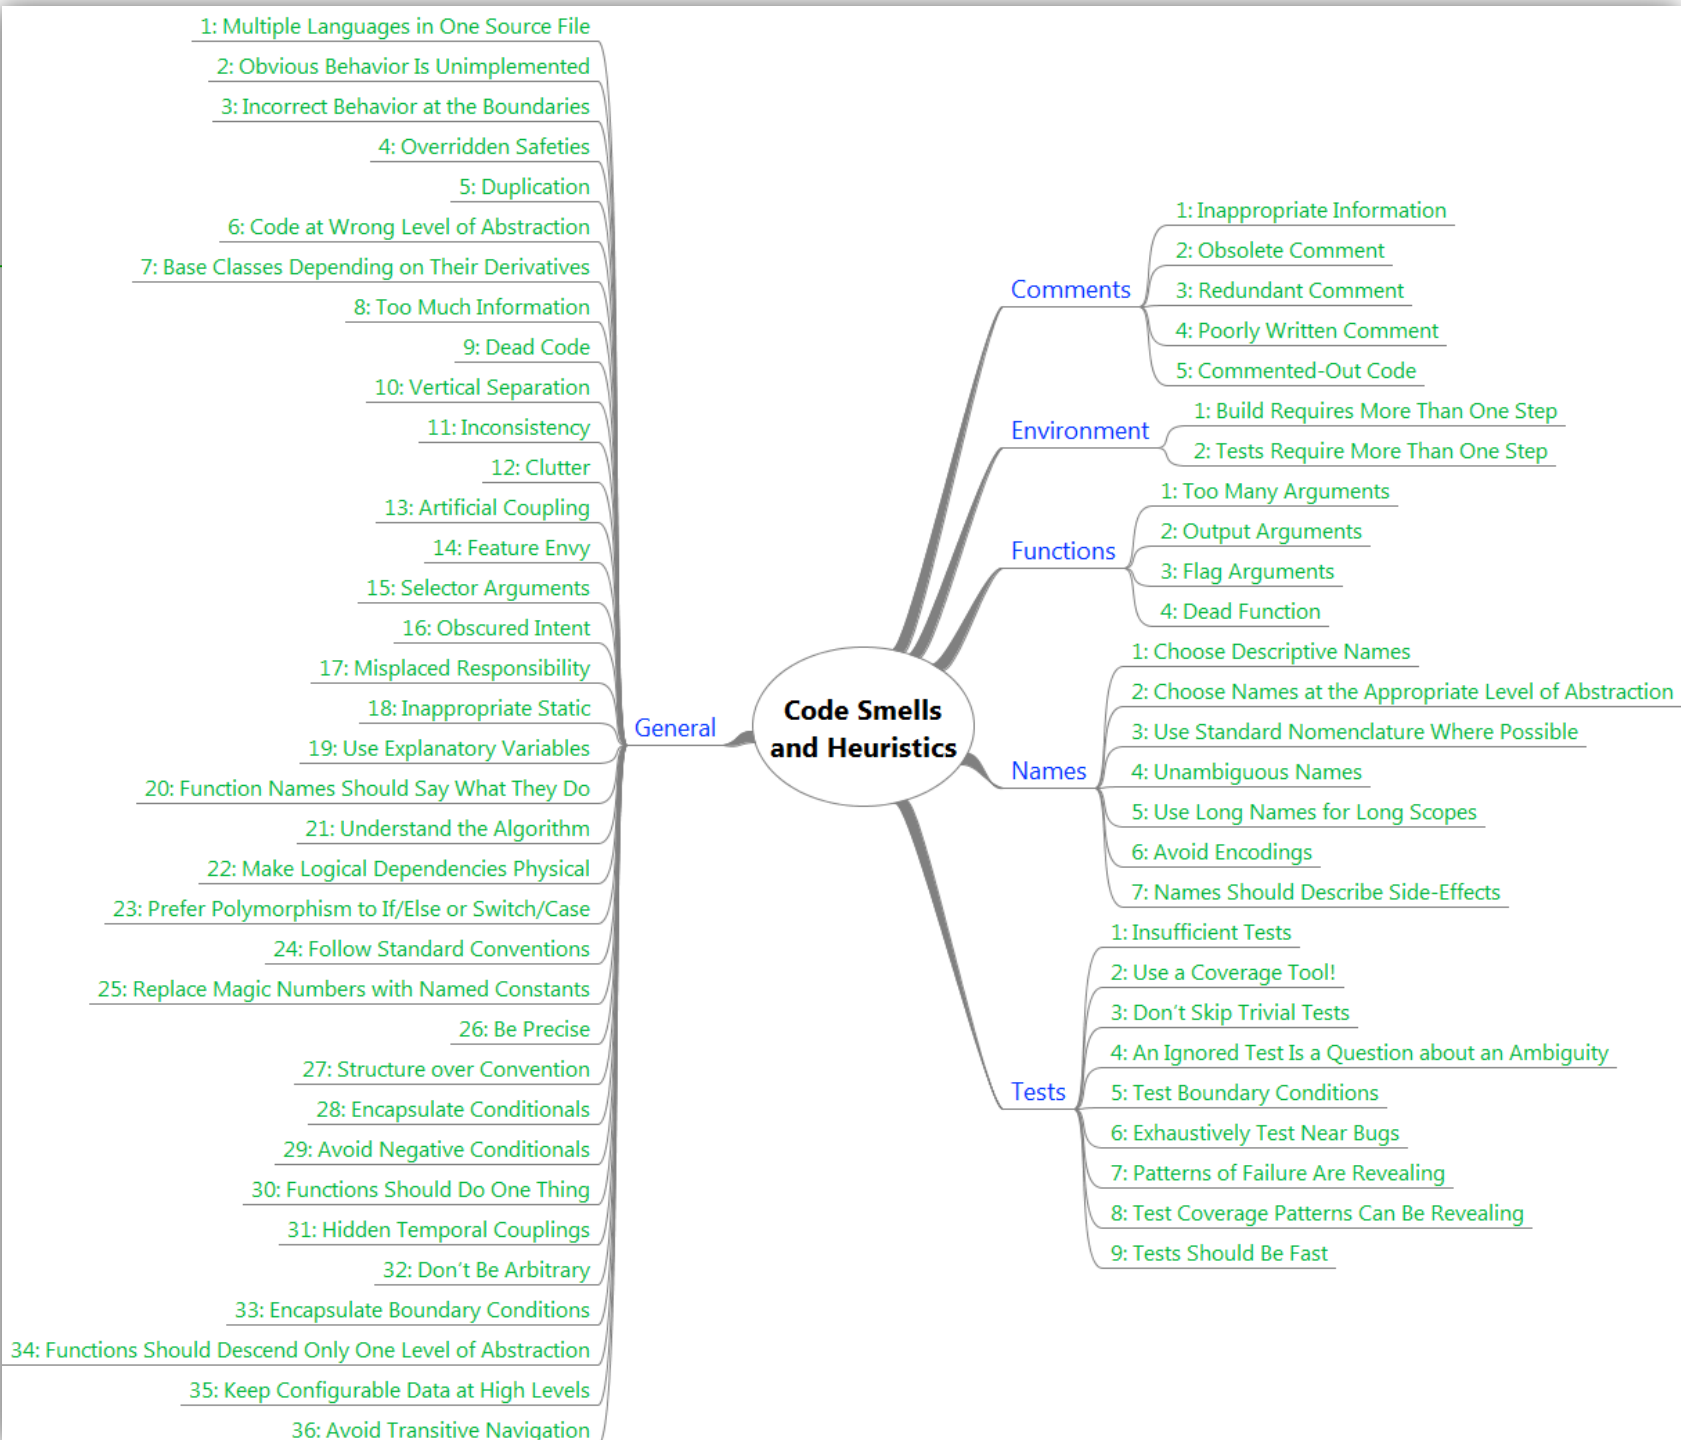 1: Multiple Languages in One Source File
2: Obvious Behavior Is Unimplemented
3: Incorrect Behavior at the Boundaries
4: Overridden Safeties
5: Duplication
6: Code at Wrong Level of Abstraction
7: Base Classes Depending on Their Derivatives
8: Too Much Information
9: Dead Code
10: Vertical Separation
11: Inconsistency
12: Clutter
13: Artificial Coupling
14: Feature Envy
15: Selector Arguments
16: Obscured Intent
17: Misplaced Responsibility
18: Inappropriate Static
19: Use Explanatory Variables
20: Function Names Should Say What They Do
21: Understand the Algorithm
22: Make Logical Dependencies Physical
23: Prefer Polymorphism to If/Else or Switch/Case
24: Follow Standard Conventions
25: Replace Magic Numbers with Named Constants
26: Be Precise
27: Structure over Convention
28: Encapsulate Conditionals
29: Avoid Negative Conditionals
30: Functions Should Do One Thing
31: Hidden Temporal Couplings
32: Don't Be Arbitrary
33: Encapsulate Boundary Conditions
34: Functions Should Descend Only One Level of Abstraction
35: Keep Configurable Data at High Levels
36: Avoid Transitive Navigation
General
Code Smells
and Heuristics
Comments
1: Inappropriate Information
2: Obsolete Comment
3: Redundant Comment
4: Poorly Written Comment
5: Commented-Out Code
Environment
1: Build Requires More Than One Step
2: Tests Require More Than One Step
Functions
1: Too Many Arguments
2: Output Arguments
3: Flag Arguments
4: Dead Function
Names
1: Choose Descriptive Names
2: Choose Names at the Appropriate Level of Abstraction
3: Use Standard Nomenclature Where Possible
4: Unambiguous Names
5: Use Long Names for Long Scopes
6: Avoid Encodings
7: Names Should Describe Side-Effects
Tests
1: Insufficient Tests
2: Use a Coverage Tool!
3: Don't Skip Trivial Tests
4: An Ignored Test Is a Question about an Ambiguity
5: Test Boundary Conditions
6: Exhaustively Test Near Bugs
7: Patterns of Failure Are Revealing
8: Test Coverage Patterns Can Be Revealing
9: Tests Should Be Fast